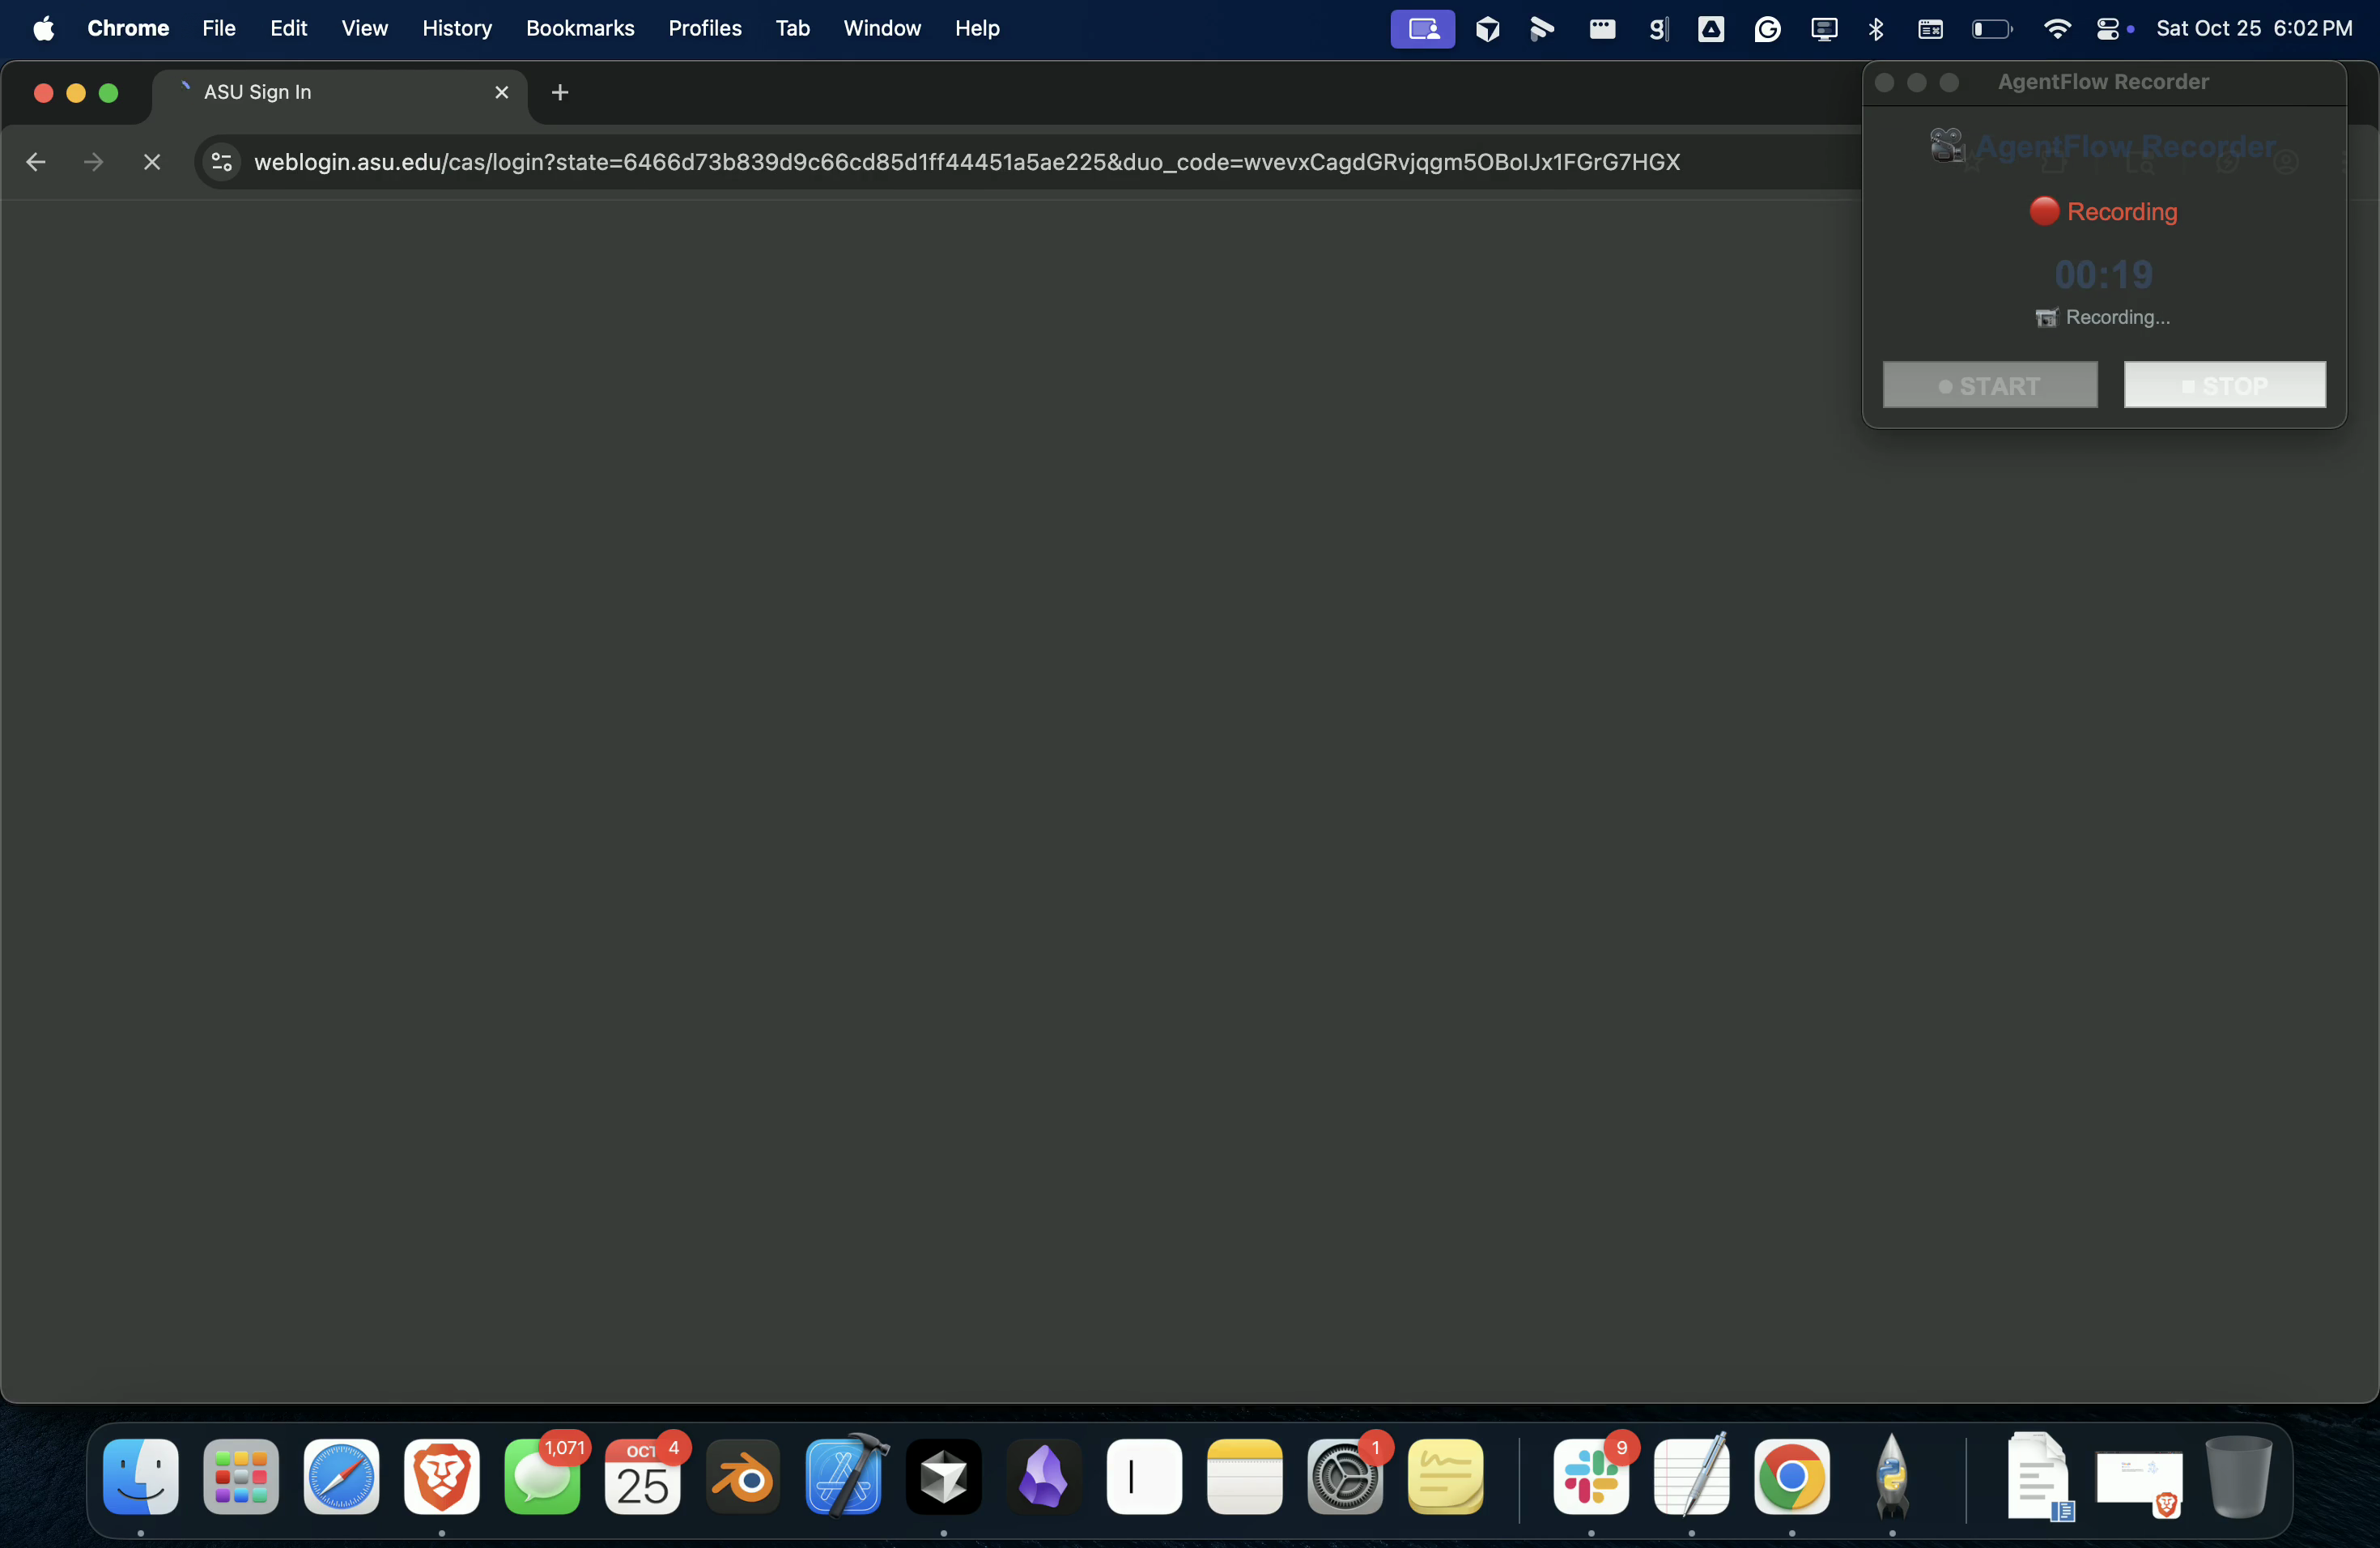 Chrome File Edit View History Bookmarks Profiles Tab Window Help Sat Oct 25 6:02 PM
ASU Sign In
AgentFlow Recorder
weblogin.asu.edu/cas/login?state=6466d73b839d9c66cd85d1ff44451a5ae225&duo_code=wvevxCagdGRvjqgm5OBolJx1FGrG7HGX
AgentFlow Recorder
Recording
00:19
Recording...
START STOP
1,071
OCT 4
25
1
9